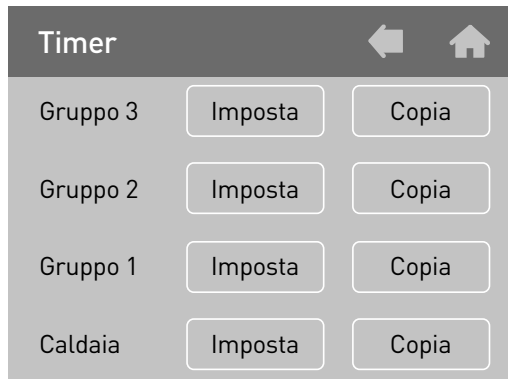 Timer
Gruppo 3 Imposta Copia
Gruppo 2 Imposta Copia
Gruppo 1 Imposta Copia
Caldaia Imposta Copia